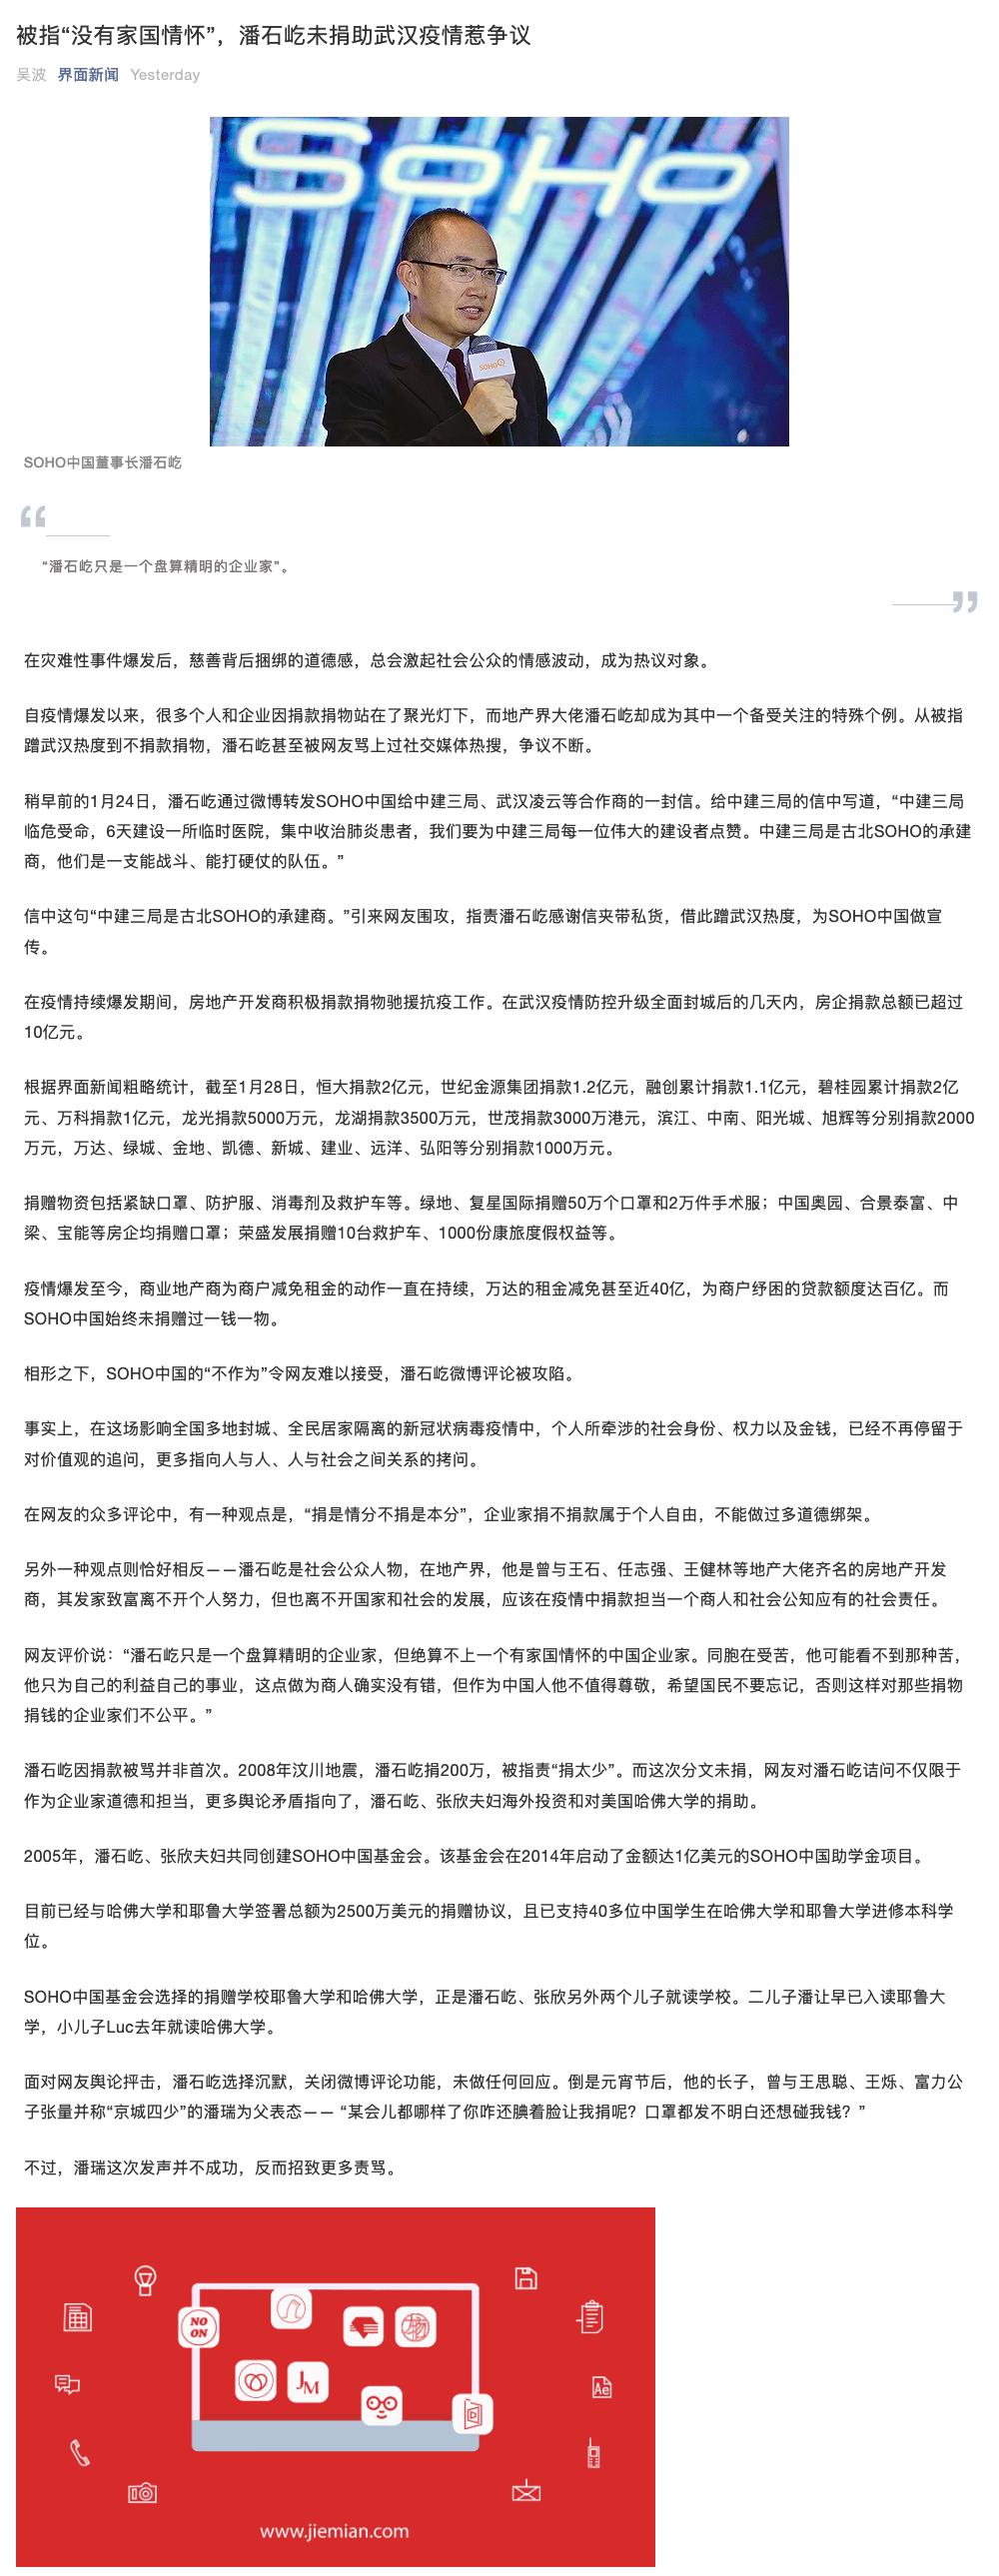 被指“没有家国情怀”，潘石屹未捐助武汉疫情惹争议
吴波 界面新闻 Yesterday
SOHO
SOHO
SOHO中国董事长潘石屹
“潘石屹只是一个盘算精明的企业家”。
在灾难性事件爆发后，慈善背后捆绑的道德感，总会激起社会公众的情感波动，成为热议对象。
自疫情爆发以来，很多个人和企业因捐款捐物站在了聚光灯下，而地产界大佬潘石屹却成为其中一个备受关注的特殊个例。从被指
蹭武汉热度到不捐款捐物，潘石屹甚至被网友骂上过社交媒体热搜，争议不断。
稍早前的1月24日，潘石屹通过微博转发SOHO中国给中建三局、武汉凌云等合作商的一封信。给中建三局的信中写道，“中建三局
临危受命，6天建设一所临时医院，集中收治肺炎患者，我们要为中建三局每一位伟大的建设者点赞。中建三局是古北SOHO的承建
商，他们是一支能战斗、能打硬仗的队伍。”
信中这句“中建三局是古北SOHO的承建商。”引来网友围攻，指责潘石屹感谢信夹带私货，借此蹭武汉热度，为SOHO中国做宣
传。
在疫情持续爆发期间，房地产开发商积极捐款捐物驰援抗疫工作。在武汉疫情防控升级全面封城后的几天内，房企捐款总额已超过
10亿元。
根据界面新闻粗略统计，截至1月28日，恒大捐款2亿元，世纪金源集团捐款1.2亿元，融创累计捐款1.1亿元，碧桂园累计捐款2亿
元、万科捐款1亿元，龙光捐款5000万元，龙湖捐款3500万元，世茂捐款3000万港元，滨江、中南、阳光城、旭辉等分别捐款2000
万元，万达、绿城、金地、凯德、新城、建业、远洋、弘阳等分别捐款1000万元。
捐赠物资包括紧缺口罩、防护服、消毒剂及救护车等。绿地、复星国际捐赠50万个口罩和2万件手术服；中国奥园、合景泰富、中
梁、宝能等房企均捐赠口罩；荣盛发展捐赠10台救护车、1000份康旅度假权益等。
疫情爆发至今，商业地产商为商户减免租金的动作一直在持续，万达的租金减免甚至近40亿，为商户纾困的贷款额度达百亿。而
SOHO中国始终未捐赠过一钱一物。
相形之下，SOHO中国的“不作为”令网友难以接受，潘石屹微博评论被攻陷。
事实上，在这场影响全国多地封城、全民居家隔离的新冠状病毒疫情中，个人所牵涉的社会身份、权力以及金钱，已经不再停留于
对价值观的追问，更多指向人与人、人与社会之间关系的拷问。
在网友的众多评论中，有一种观点是，“捐是情分不捐是本分”，企业家捐不捐款属于个人自由，不能做过多道德绑架。
另外一种观点则恰好相反——潘石屹是社会公众人物，在地产界，他是曾与王石、任志强、王健林等地产大佬齐名的房地产开发
商，其发家致富离不开个人努力，但也离不开国家和社会的发展，应该在疫情中捐款担当一个商人和社会公知应有的社会责任。
网友评价说：“潘石屹只是一个盘算精明的企业家，但绝算不上一个有家国情怀的中国企业家。同胞在受苦，他可能看不到那种苦，
他只为自己的利益自己的事业，这点做为商人确实没有错，但作为中国人他不值得尊敬，希望国民不要忘记，否则这样对那些捐物
捐钱的企业家们不公平。”
潘石屹因捐款被骂并非首次。2008年汶川地震，潘石屹捐200万，被指责“捐太少”。而这次分文未捐，网友对潘石屹诘问不仅限于
作为企业家道德和担当，更多舆论矛盾指向了，潘石屹、张欣夫妇海外投资和对美国哈佛大学的捐助。
2005年，潘石屹、张欣夫妇共同创建SOHO中国基金会。该基金会在2014年启动了金额达1亿美元的SOHO中国助学金项目。
目前已经与哈佛大学和耶鲁大学签署总额为2500万美元的捐赠协议，且已支持40多位中国学生在哈佛大学和耶鲁大学进修本科学
位。
SOHO中国基金会选择的捐赠学校耶鲁大学和哈佛大学，正是潘石屹、张欣另外两个儿子就读学校。二儿子潘让早已入读耶鲁大
学，小儿子Luc去年就读哈佛大学。
面对网友舆论抨击，潘石屹选择沉默，关闭微博评论功能，未做任何回应。倒是元宵节后，他的长子，曾与王思聪、王烁、富力公
子张量并称“京城四少”的潘瑞为父表态—— “某会儿都哪样了你咋还腆着脸让我捐呢？口罩都发不明白还想碰我钱？”
不过，潘瑞这次发声并不成功，反而招致更多责骂。
NO
ON
物
JM
Ae
www.jiemian.com